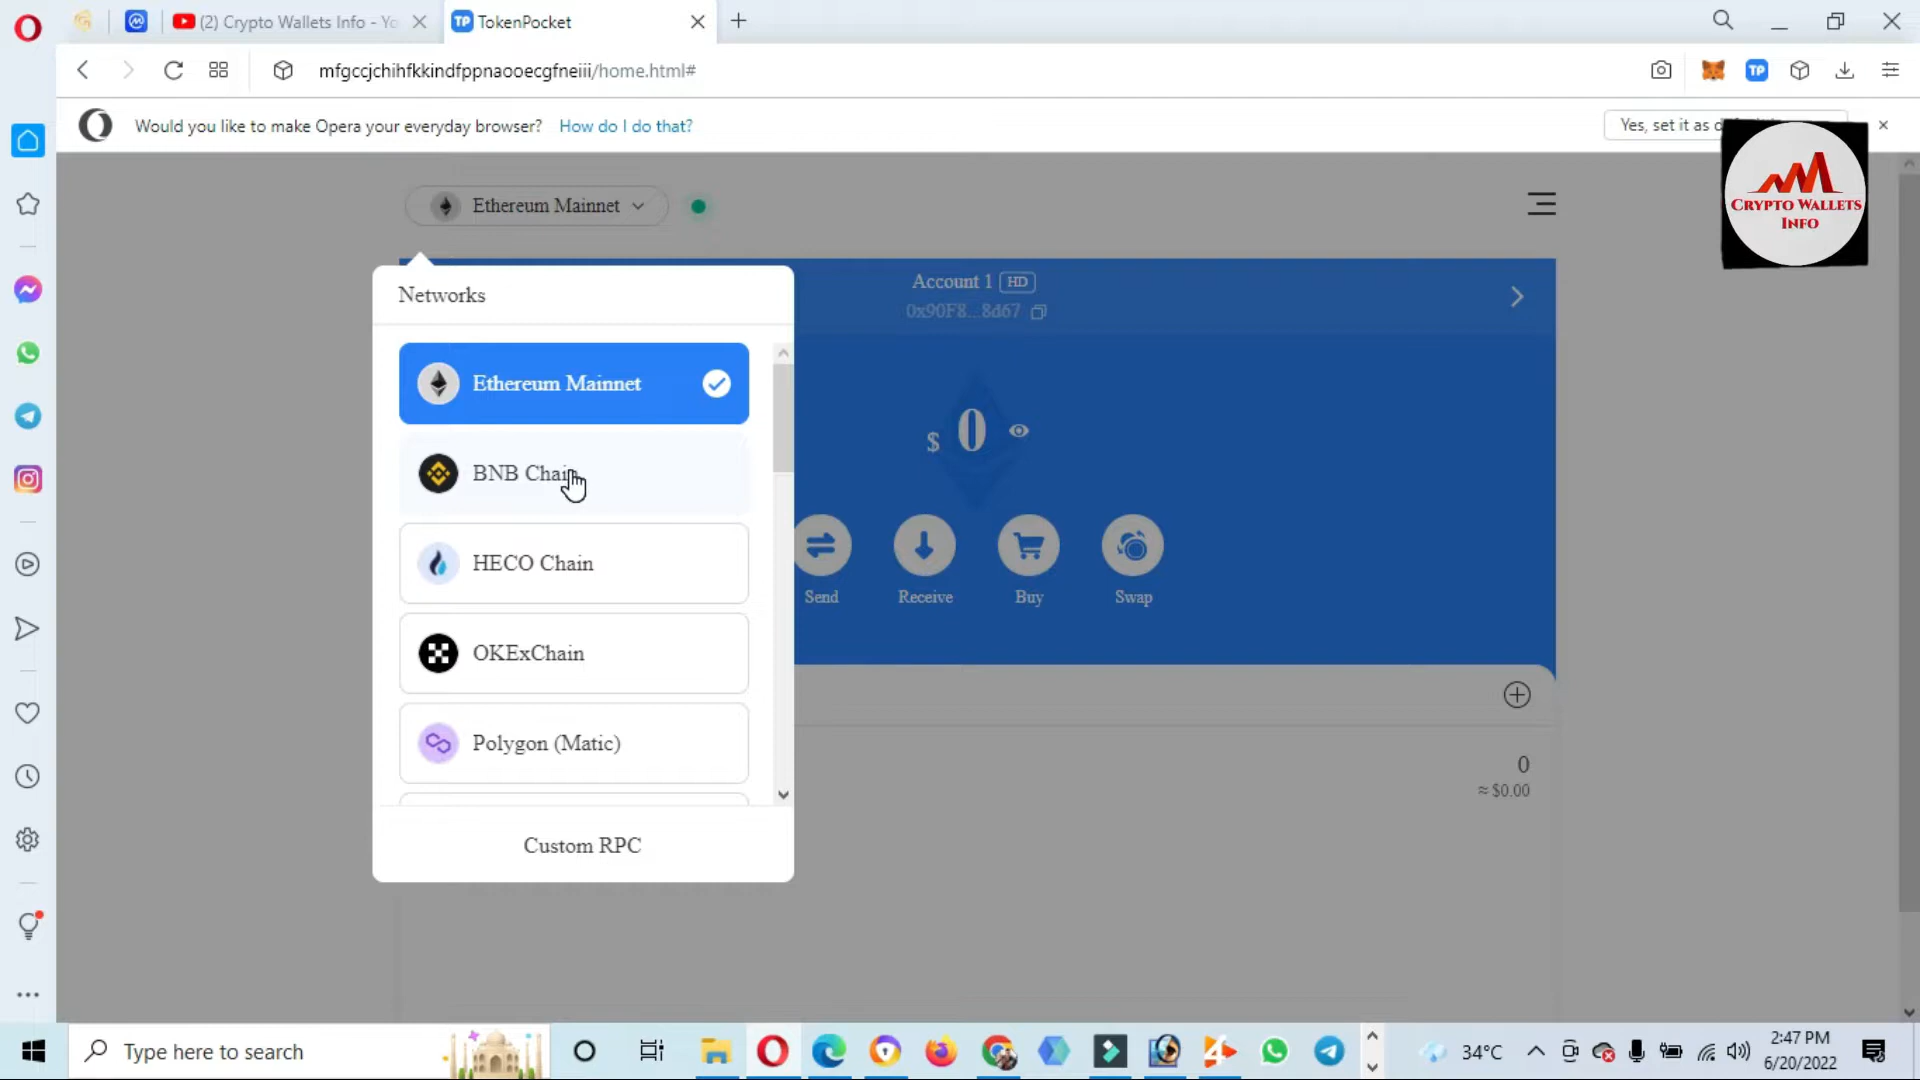 (2) Crypto Wallets Info - Yo
TP TokenPocket
mfgccjchihfkkindfppnaooecgfneiii/home.html#
TP
Would you like to make Opera your everyday browser? How do I do that?
Yes, set it as d
CRYPTO WALLETS
INFO
Ethereum Mainnet
Networks
Account 1 HD
0x90F8...8d67
Ethereum Mainnet
$ 0
BNB Chain
HECO Chain
Send
Receive
Buy
Swap
OKExChain
Polygon (Matic)
0
≈ $0.00
Custom RPC
Type here to search
34°C
2:47 PM
6/20/2022